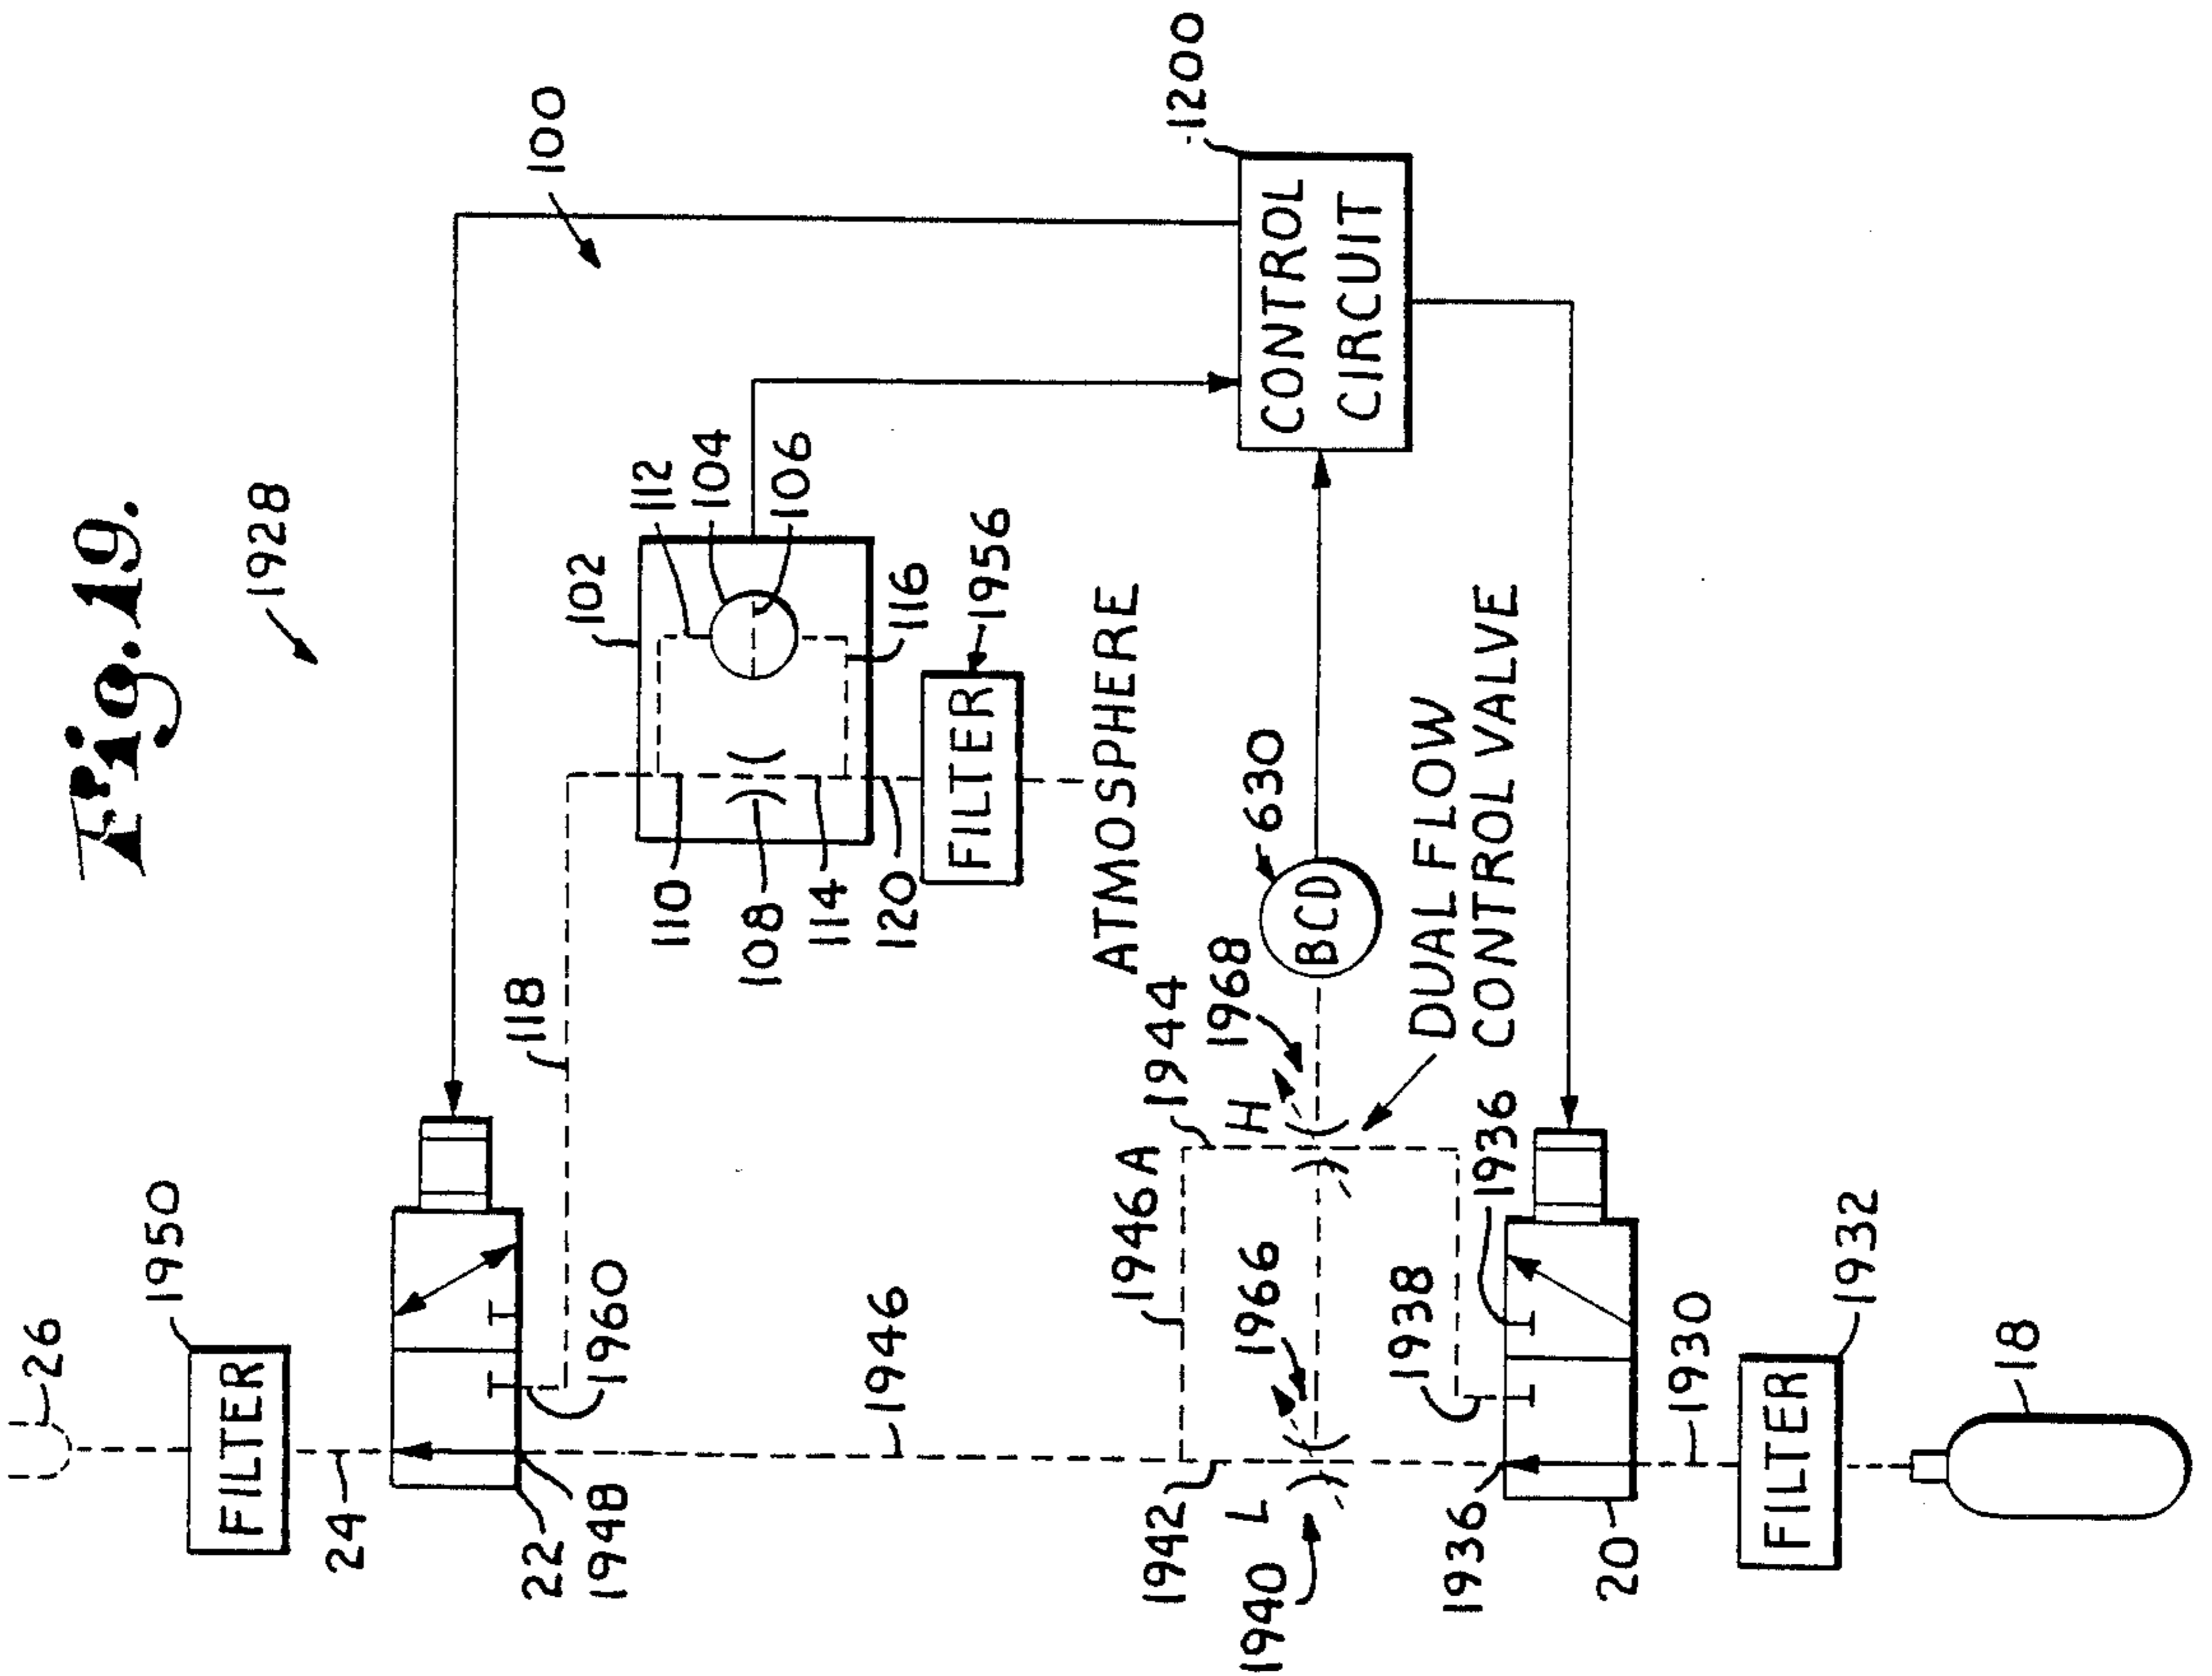 Fig. 19.
1928
26
1950
FILTER
24
22
1948
1960
118
100
102
112
104
106
110
108
114
120
116
FILTER
1956
1946
ATMOSPHERE
1946A
1944
1942
1200
CONTROL
CIRCUIT
1968
H
L
1940
1966
630
BCD
DUAL FLOW
CONTROL VALVE
1938
1936
1936
20
1930
FILTER
1932
18